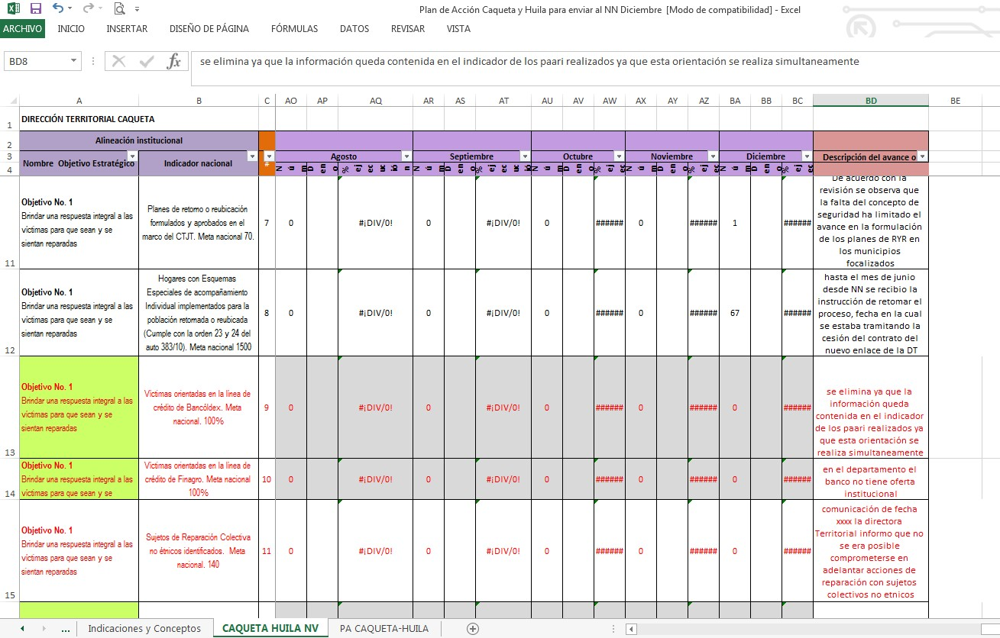 Plan de Acción Caqueta y Huila para enviar al NN Diciembre [Modo de compatibilidad] - Excel
ARCHIVO INICIO INSERTAR DISEÑO DE PÁGINA FÓRMULAS DATOS REVISAR VISTA
BD8 fx se elimina ya que la información queda contenida en el indicador de los paari realizados ya que esta orientación se realiza simultaneamente
A B C AO AP AQ AR AS AT AU AV AW AX AY AZ BA BB BC BD BE
1 DIRECCIÓN TERRITORIAL CAQUETA
2 Alineación institucional
3 Agosto Septiembre Octubre Noviembre Diciembre Descripción del avance o
4 Nombre Objetivo Estratégico Indicador nacional #
Núm Deno % ejecución Núm Deno % ejecució Núm Deno % ejec Núm Deno % ejec Núm Deno % ejec
11
Objetivo No. 1
Brindar una respuesta integral a las
víctimas para que sean y se
sientan reparadas
Planes de retorno o reubicación
formulados y aprobados en el
marco del CTJT. Meta nacional 70.
7 0 #¡DIV/0! 0 #¡DIV/0! 0 ###### 0 ###### 1 ######
De acuerdo con la
revisión se observa que
la falta del concepto de
seguridad ha limitado el
avance en la formulación
de los planes de RYR en
los municipios
focalizados
12
Objetivo No. 1
Brindar una respuesta integral a las
víctimas para que sean y se
sientan reparadas
Hogares con Esquemas
Especiales de acompañamiento
Individual implementados para la
población retornada o reubicada
(Cumple con la orden 23 y 24 del
auto 383/10). Meta nacional 1500
8 0 #¡DIV/0! 0 #¡DIV/0! 0 ###### 0 ###### 67 ######
hasta el mes de junio
desde NN se recibio la
instrucción de retomar el
proceso, fecha en la cual
se estaba tramitando la
cesión del contrato del
nuevo enlace de la DT
13
Objetivo No. 1
Brindar una respuesta integral a las
víctimas para que sean y se
sientan reparadas
Víctimas orientadas en la línea de
crédito de Bancóldex. Meta
nacional. 100%
9 0 #¡DIV/0! 0 #¡DIV/0! 0 ###### 0 ###### 0 ######
se elimina ya que la
información queda
contenida en el indicador
de los paari realizados ya
que esta orientación se
realiza simultaneamente
14
Objetivo No. 1
Brindar una respuesta integral a las
víctimas para que sean y se
Víctimas orientadas en la línea de
crédito de Finagro. Meta nacional
100%
10 0 #¡DIV/0! 0 #¡DIV/0! 0 ###### 0 ###### 0 ######
en el departamento el
banco no tiene oferta
institucional
15
Objetivo No. 1
Brindar una respuesta integral a las
víctimas para que sean y se
sientan reparadas
Sujetos de Reparación Colectiva
no étnicos identificados. Meta
nacional. 140
11 0 #¡DIV/0! 0 #¡DIV/0! 0 ###### 0 ###### 0 ######
comunicación de fecha
xxxx la directora
Territorial informo que no
se era posible
comprometerse en
adelantar acciones de
reparación con sujetos
colectivos no etnicos
... Indicaciones y Conceptos CAQUETA HUILA NV PA CAQUETA-HUILA